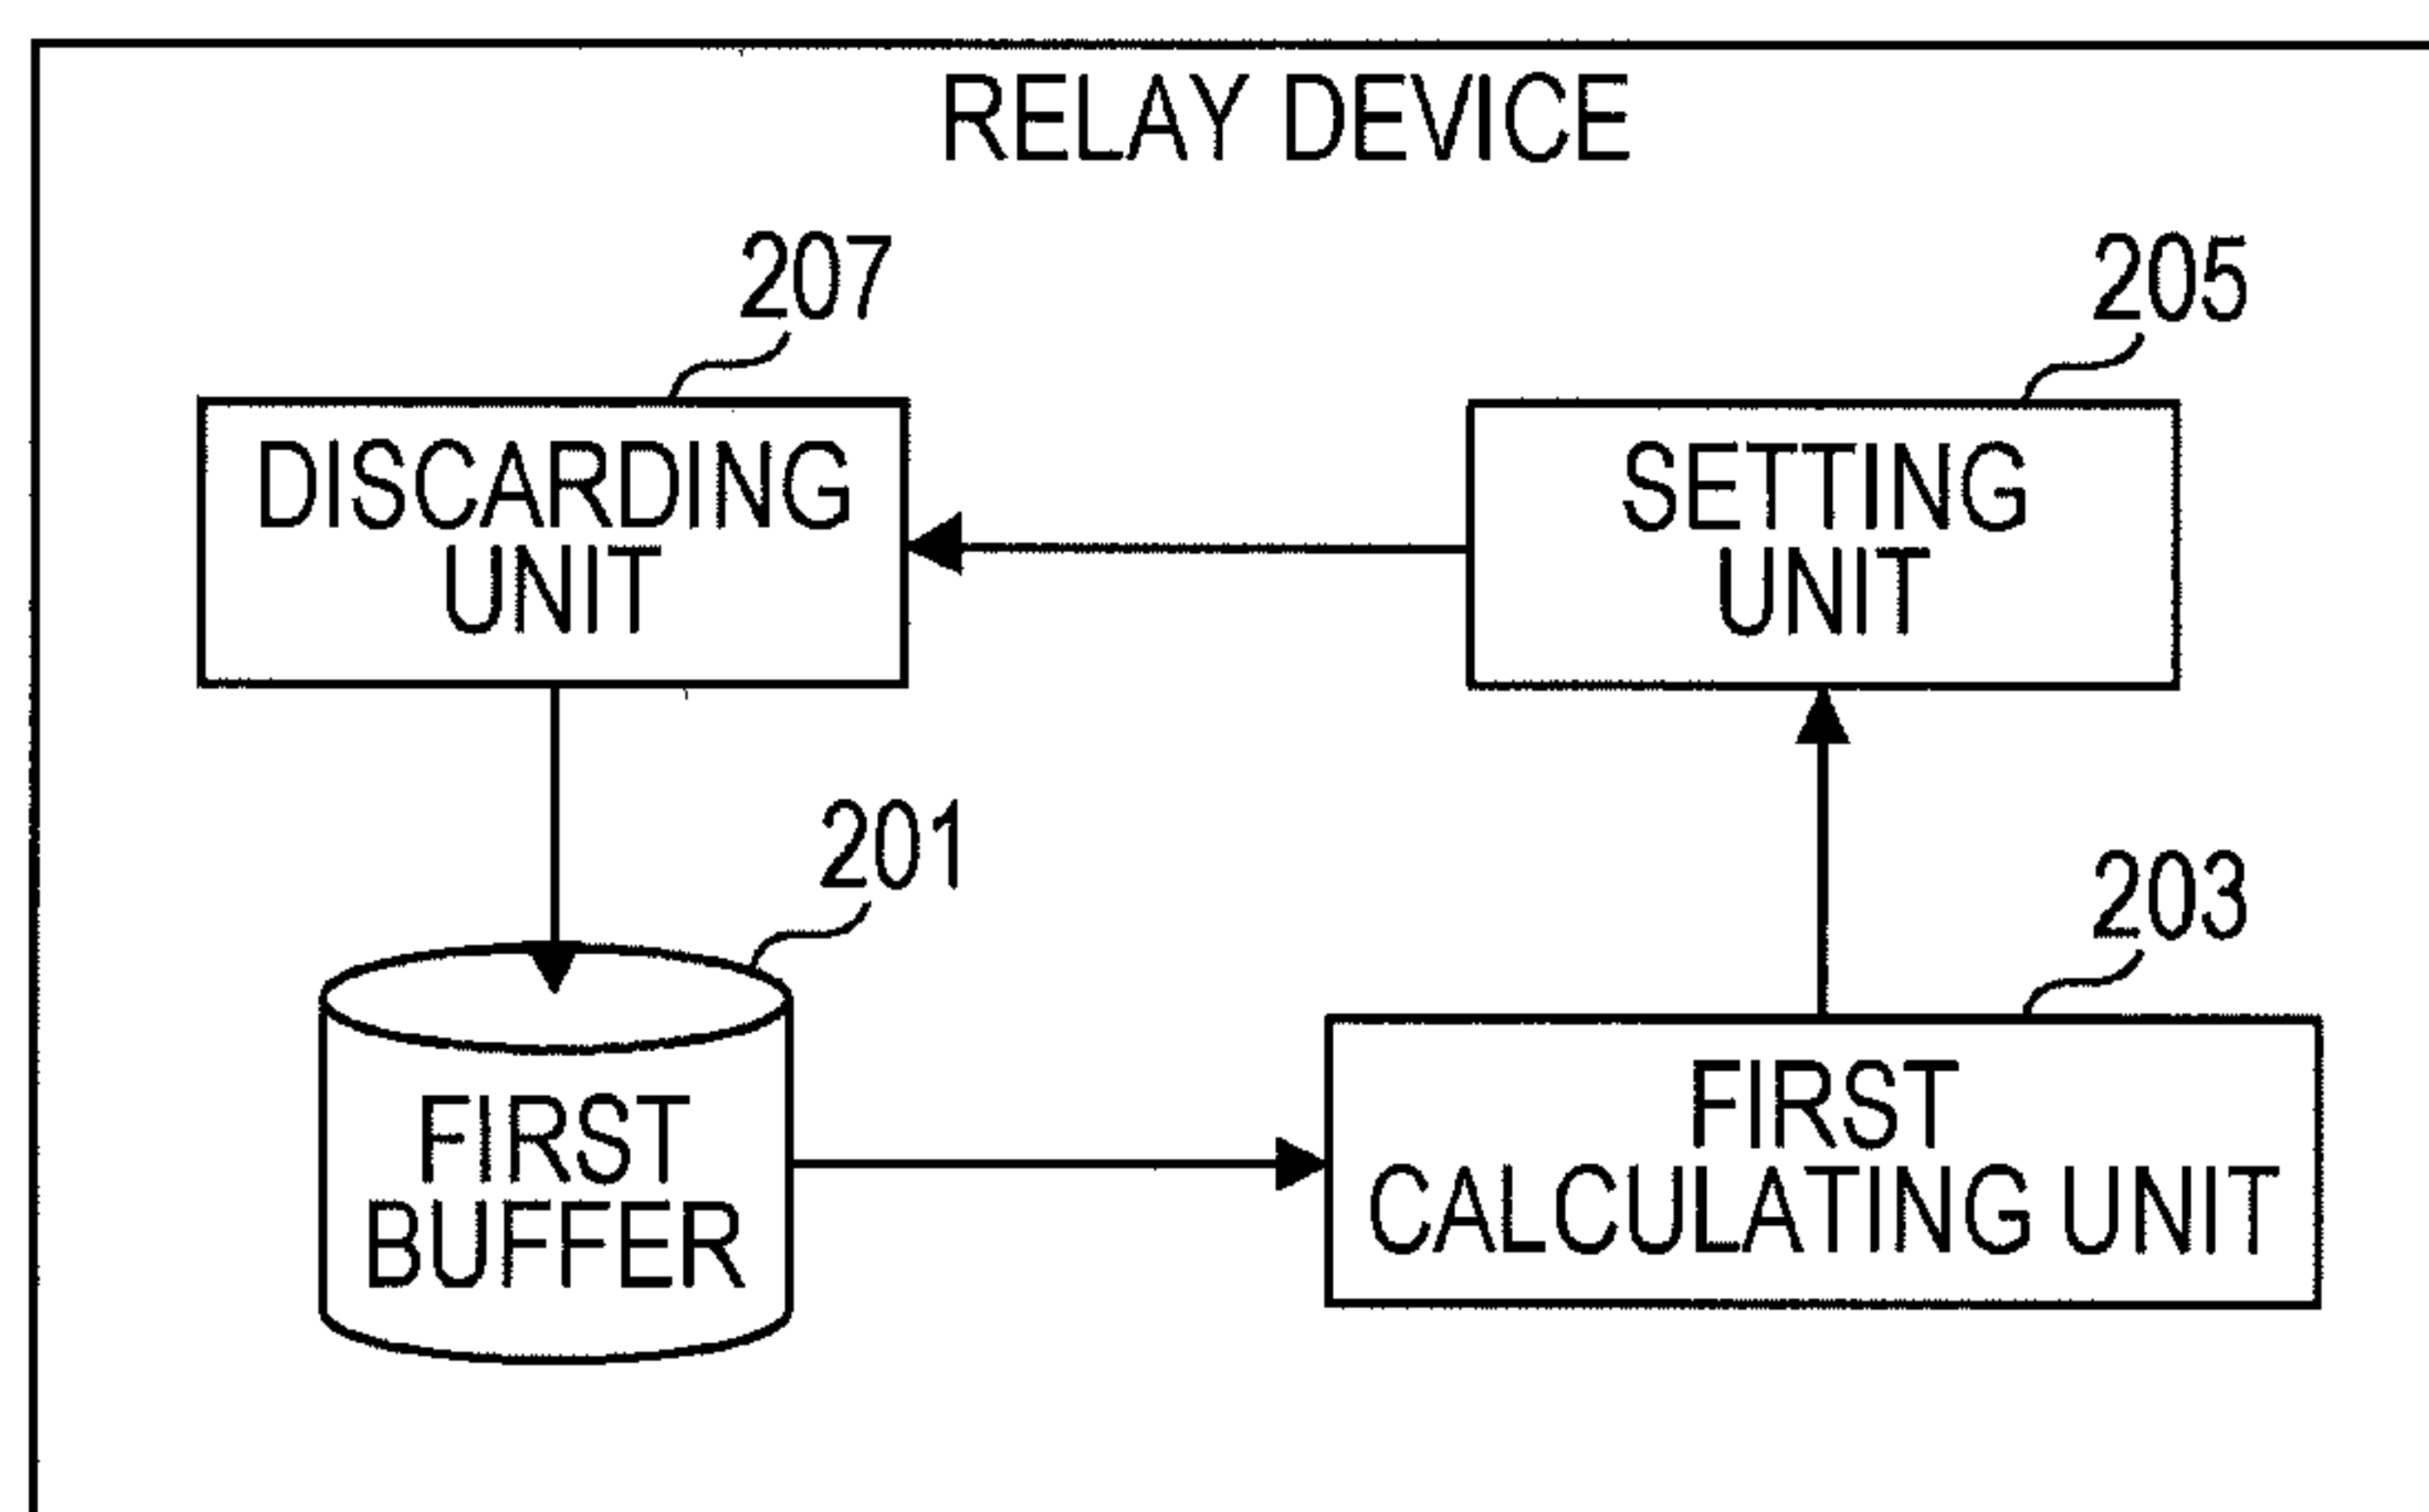 RELAY DEVICE
207
205
DISCARDING
UNIT
SETTING
UNIT
201
203
FIRST
BUFFER
FIRST
CALCULATING UNIT